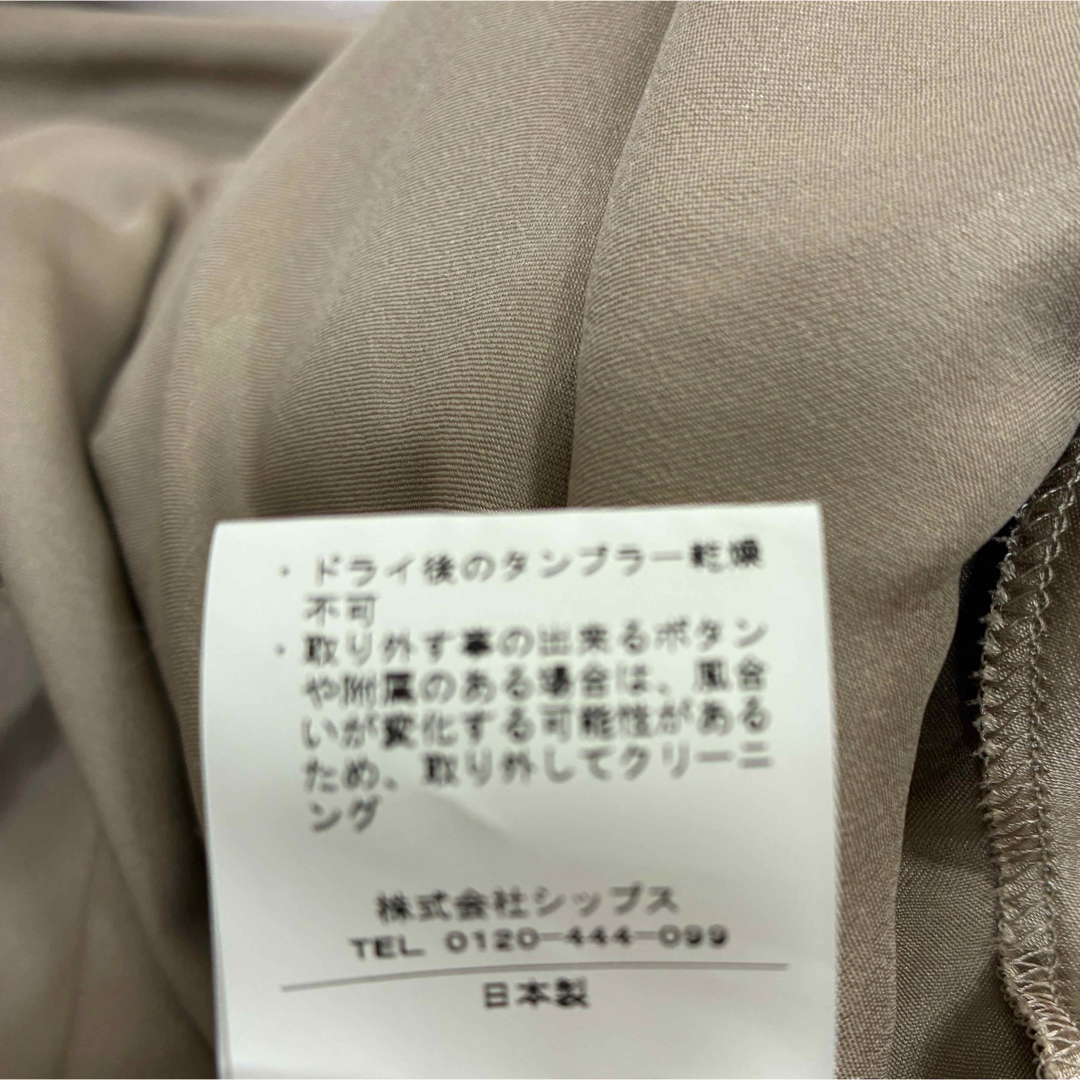 ・ドライ後のタンブラー乾燥
不可
・取り外す事の出来るボタン
や附属のある場合は、風合
いが変化する可能性がある
ため、取り外してクリーニ
ング
株式会社シップス
TEL 0120-444-099
日本製